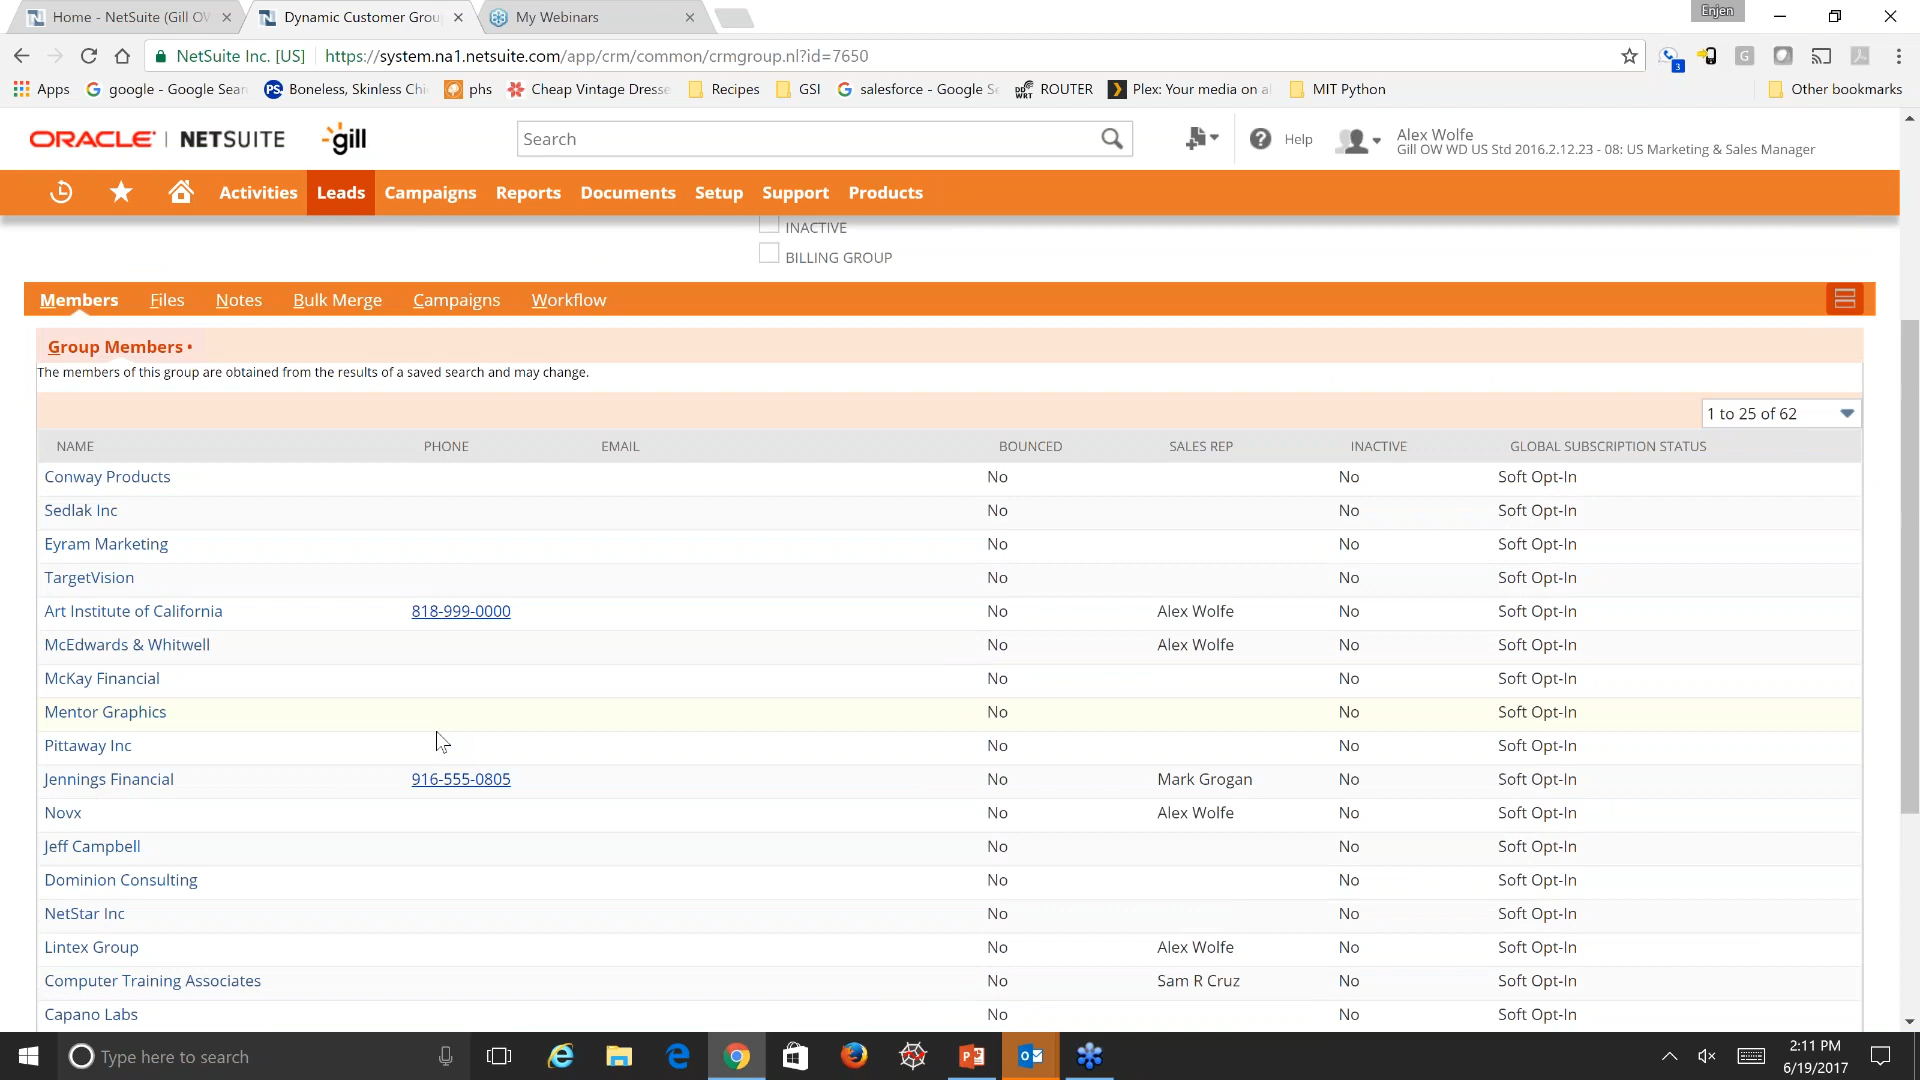 Home - NetSuite (Gill OW
Dynamic Customer Grou
My Webinars
Enjen
NetSuite Inc. [US]
https://system.na1.netsuite.com/app/crm/common/crmgroup.nl?id=7650
3
Apps
google - Google Sear
Boneless, Skinless Chi
phs
Cheap Vintage Dresse
Recipes
GSI
salesforce - Google S
ROUTER
Plex: Your media on a
MIT Python
Other bookmarks
ORACLE | NETSUITE
gill
Search
Help
Alex Wolfe
Gill OW WD US Std 2016.2.12.23 - 08: US Marketing & Sales Manager
Activities Leads Campaigns Reports Documents Setup Support Products
INACTIVE
BILLING GROUP
Members Files Notes Bulk Merge Campaigns Workflow
Group Members •
The members of this group are obtained from the results of a saved search and may change.
1 to 25 of 62
NAME PHONE EMAIL BOUNCED SALES REP INACTIVE GLOBAL SUBSCRIPTION STATUS
Conway Products No No Soft Opt-In
Sedlak Inc No No Soft Opt-In
Eyram Marketing No No Soft Opt-In
TargetVision No No Soft Opt-In
Art Institute of California 818-999-0000 No Alex Wolfe No Soft Opt-In
McEdwards & Whitwell No Alex Wolfe No Soft Opt-In
McKay Financial No No Soft Opt-In
Mentor Graphics No No Soft Opt-In
Pittaway Inc No No Soft Opt-In
Jennings Financial 916-555-0805 No Mark Grogan No Soft Opt-In
Novx No Alex Wolfe No Soft Opt-In
Jeff Campbell No No Soft Opt-In
Dominion Consulting No No Soft Opt-In
NetStar Inc No No Soft Opt-In
Lintex Group No Alex Wolfe No Soft Opt-In
Computer Training Associates No Sam R Cruz No Soft Opt-In
Capano Labs No No Soft Opt-In
Type here to search
2:11 PM
6/19/2017